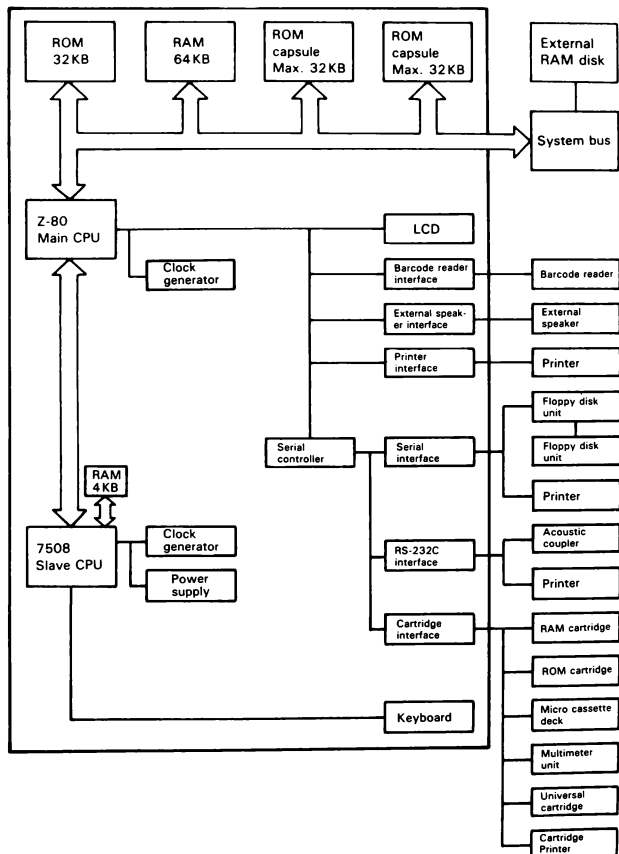 ROM
32KB
RAM
64KB
ROM
capsule
Max. 32KB
ROM
capsule
Max. 32KB
External
RAM disk
System bus
Z-80
Main CPU
Clock
generator
LCD
Barcode reader
interface
Barcode reader
External speak-
er interface
External
speaker
Printer
interface
Printer
Serial
controller
Serial
interface
Floppy disk
unit
Floppy disk
unit
Printer
RAM
4KB
7508
Slave CPU
Clock
generator
Power
supply
RS-232C
interface
Acoustic
coupler
Printer
Cartridge
interface
RAM cartridge
ROM cartridge
Micro cassette
deck
Multimeter
unit
Universal
cartridge
Cartridge
Printer
Keyboard